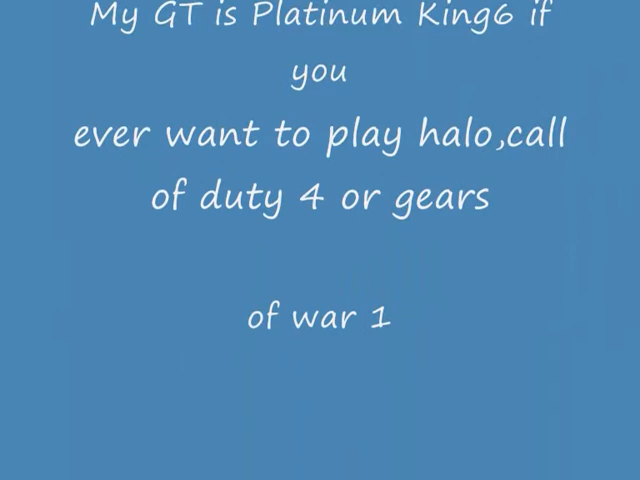 My GT is Platinum King6 if
you
ever want to play halo,call
of duty 4 or gears
of war 1